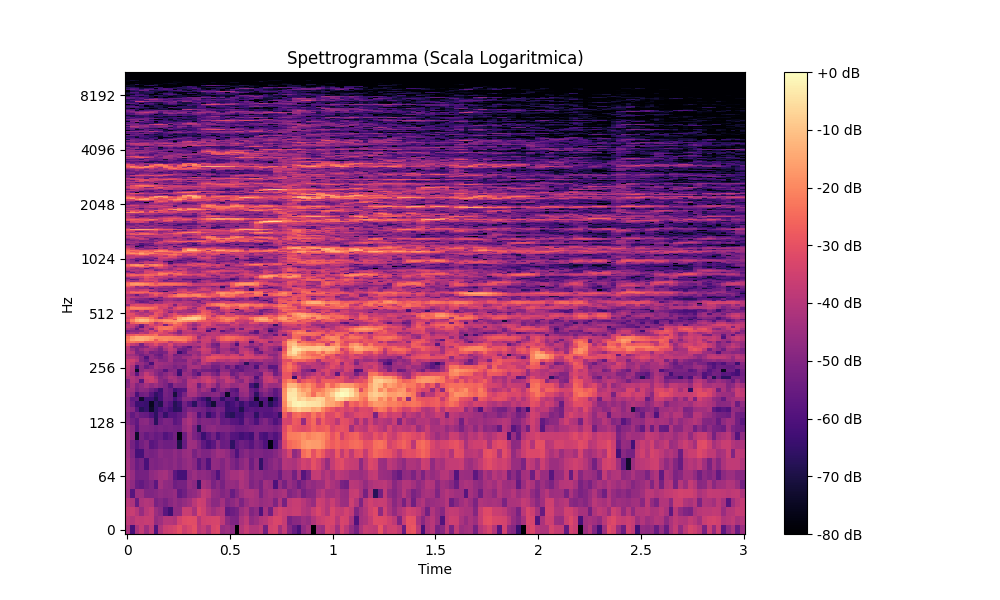 Spettrogramma (Scala Logaritmica)
Hz
8192
4096
2048
1024
512
256
128
64
0
0
0.5
1
1.5
2
2.5
3
Time
+0 dB
-10 dB
-20 dB
-30 dB
-40 dB
-50 dB
-60 dB
-70 dB
-80 dB